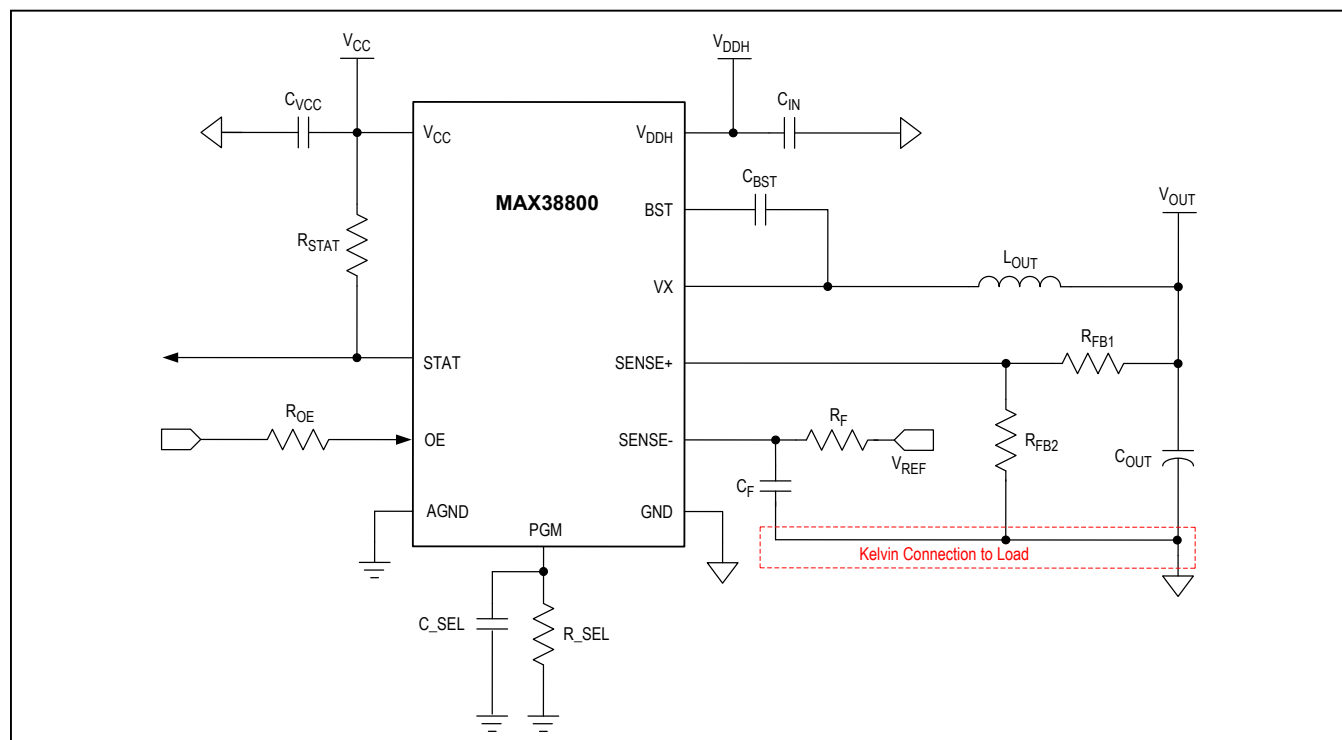 VCC
VDDH
CVCC
CIN
VCC
VDDH
MAX38800
CBST
BST
VOUT
RSTAT
LOUT
VX
RFB1
STAT
SENSE+
ROE
RF
OE
SENSE-
RFB2
VREF
COUT
CF
AGND
GND
PGM
Kelvin Connection to Load
C_SEL
R_SEL